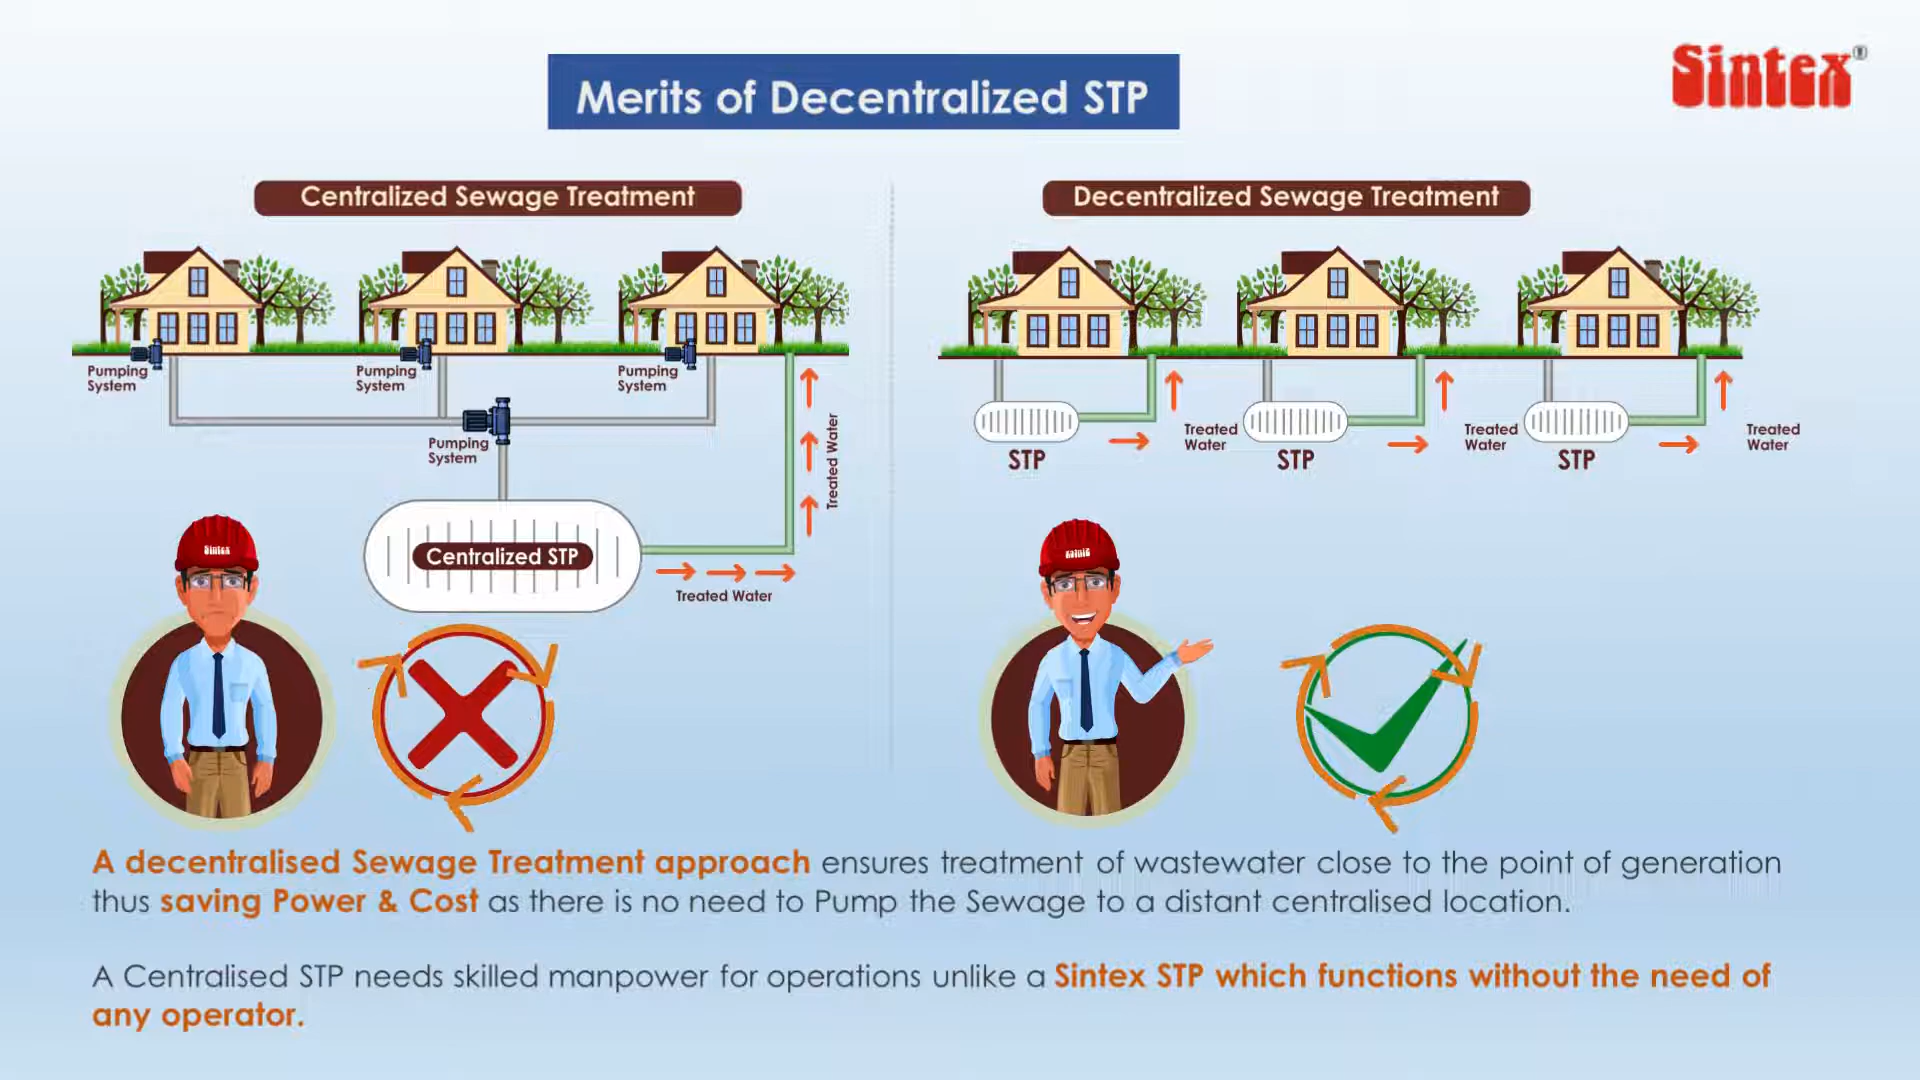 Merits of Decentralized STP
Sintex®
Centralized Sewage Treatment
Pumping
System
Pumping
System
Pumping
System
Pumping
System
Treated Water
Centralized STP
Treated Water
Sintex
Decentralized Sewage Treatment
Treated
Water
Treated
Water
Treated
Water
STP
STP
STP
A decentralised Sewage Treatment approach ensures treatment of wastewater close to the point of generation
thus saving Power & Cost as there is no need to Pump the Sewage to a distant centralised location.
A Centralised STP needs skilled manpower for operations unlike a Sintex STP which functions without the need of
any operator.